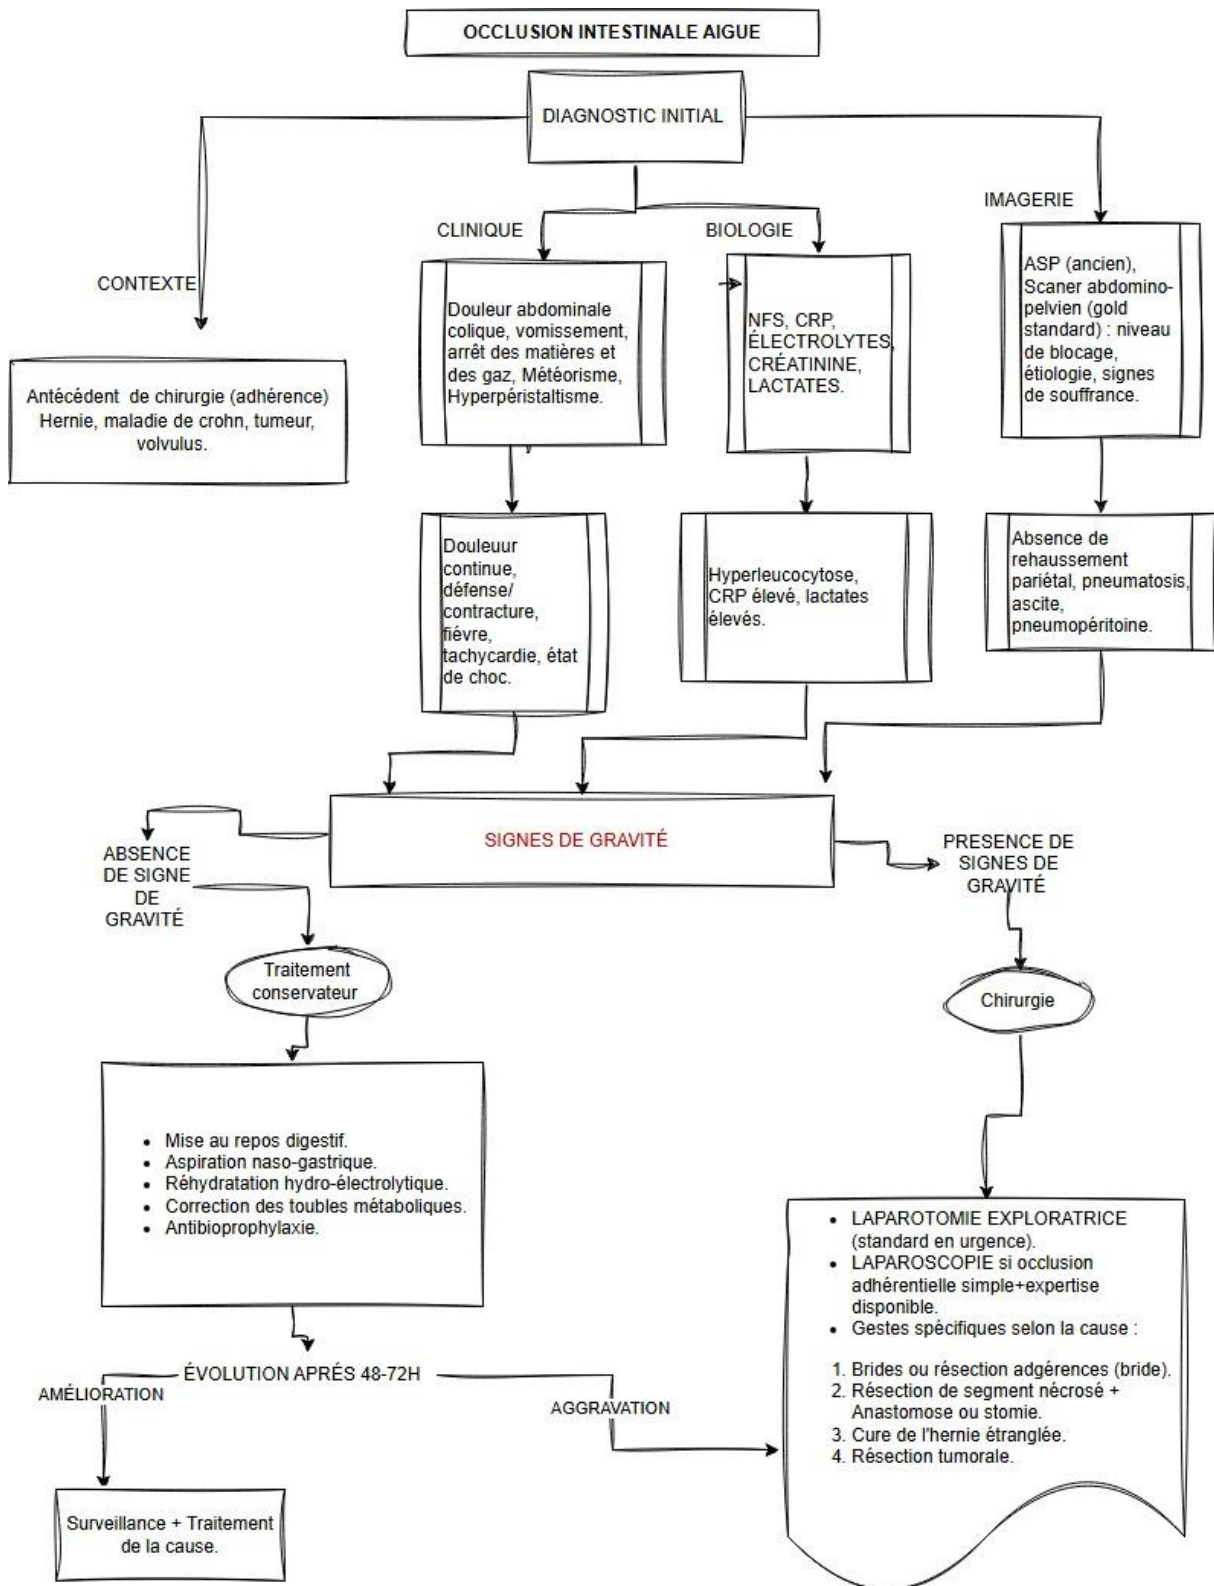 OCCLUSION INTESTINALE AIGUE
DIAGNOSTIC INITIAL
CONTEXTE
Antécédent de chirurgie (adhérence)
Hernie, maladie de crohn, tumeur,
volvulus.
CLINIQUE
Douleur abdominale
colique, vomissement,
arrêt des matières et
des gaz, Météorisme,
Hyperpéristaltisme.
BIOLOGIE
NFS, CRP,
ÉLECTROLYTES,
CRÉATININE,
LACTATES.
IMAGERIE
ASP (ancien),
Scaner abdomino-
pelvien (gold
standard) : niveau
de blocage,
étiologie, signes
de souffrance.
Douleuur
continue,
défense/
contracture,
fiévre,
tachycardie, état
de choc.
Hyperleucocytose,
CRP élevé, lactates
élevés.
Absence de
rehaussement
pariétal, pneumatosis,
ascite,
pneumopéritoine.
SIGNES DE GRAVITÉ
ABSENCE
DE SIGNE
DE
GRAVITÉ
PRESENCE DE
SIGNES DE
GRAVITÉ
Traitement
conservateur
Chirurgie
• Mise au repos digestif.
• Aspiration naso-gastrique.
• Réhydratation hydro-électrolytique.
• Correction des toubles métaboliques.
• Antibioprophylaxie.
• LAPAROTOMIE EXPLORATRICE
(standard en urgence).
• LAPAROSCOPIE si occlusion
adhérentielle simple+expertise
disponible.
• Gestes spécifiques selon la cause :
1. Brides ou résection adgérences (bride).
2. Résection de segment nécrosé +
Anastomose ou stomie.
3. Cure de l'hernie étranglée.
4. Résection tumorale.
ÉVOLUTION APRÉS 48-72H
AMÉLIORATION
AGGRAVATION
Surveillance + Traitement
de la cause.